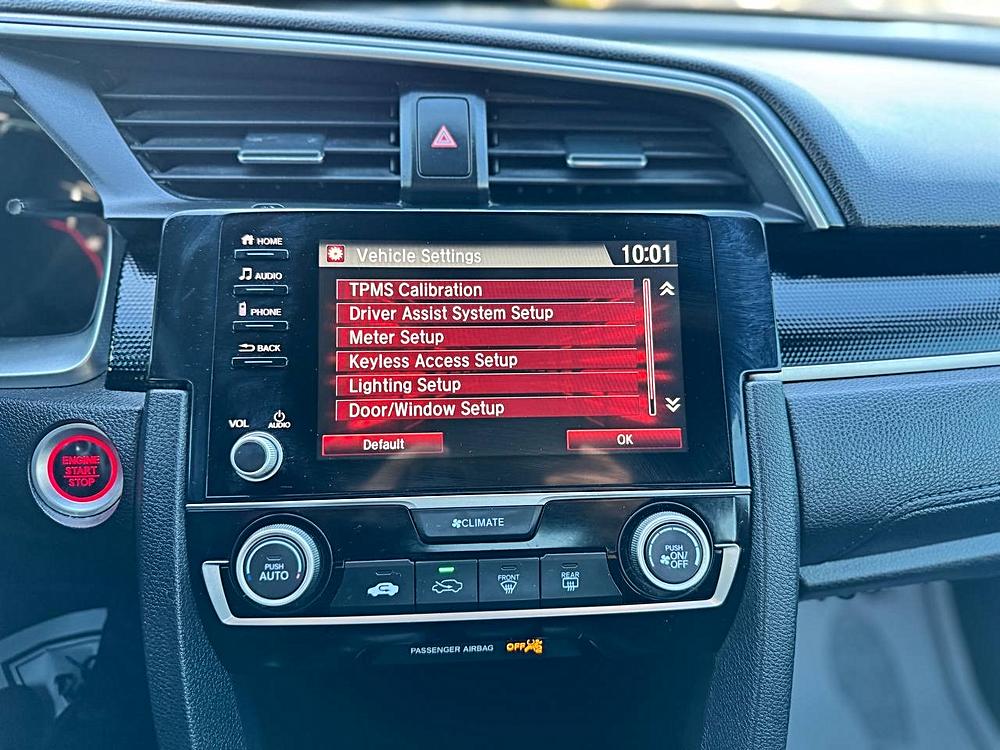 HOME
AUDIO
PHONE
BACK
VOL
AUDIO
Vehicle Settings
10:01
TPMS Calibration
Driver Assist System Setup
Meter Setup
Keyless Access Setup
Lighting Setup
Door/Window Setup
Default
OK
ENGINE
START
STOP
CLIMATE
PUSH
AUTO
FRONT
REAR
PUSH
ON/
OFF
PASSENGER AIRBAG
OFF